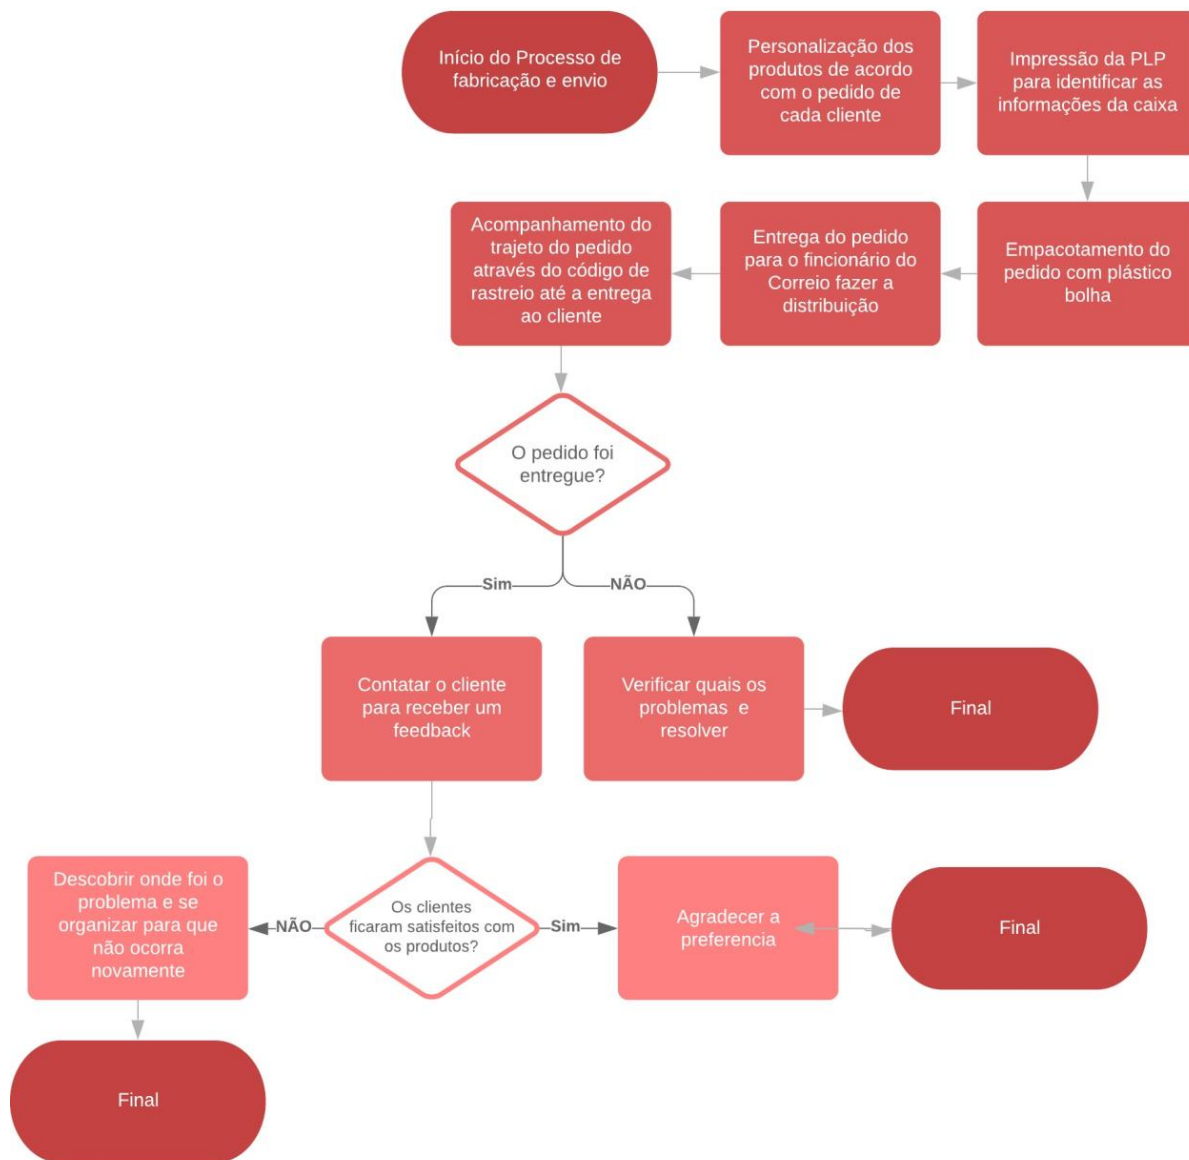 Início do Processo de
fabricação e envio
Personalização dos
produtos de acordo
com o pedido de
cada cliente
Impressão da PLP
para identificar as
informações da caixa
Acompanhamento do
trajeto do pedido
através do código de
rastreio até a entrega
ao cliente
Entrega do pedido
para o fincionário do
Correio fazer a
distribuição
Empacotamento do
pedido com plástico
bolha
O pedido foi
entregue?
Sim
NÃO
Contatar o cliente
para receber um
feedback
Verificar quais os
problemas  e
resolver
Final
Descobrir onde foi o
problema e se
organizar para que
não ocorra
novamente
NÃO
Os clientes
ficaram satisfeitos com
os produtos?
Sim
Agradecer a
preferencia
Final
Final